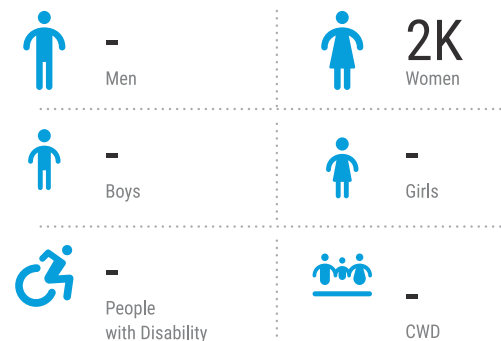 -
Men
2K
Women
-
Boys
-
Girls
-
People
with Disability
-
CWD